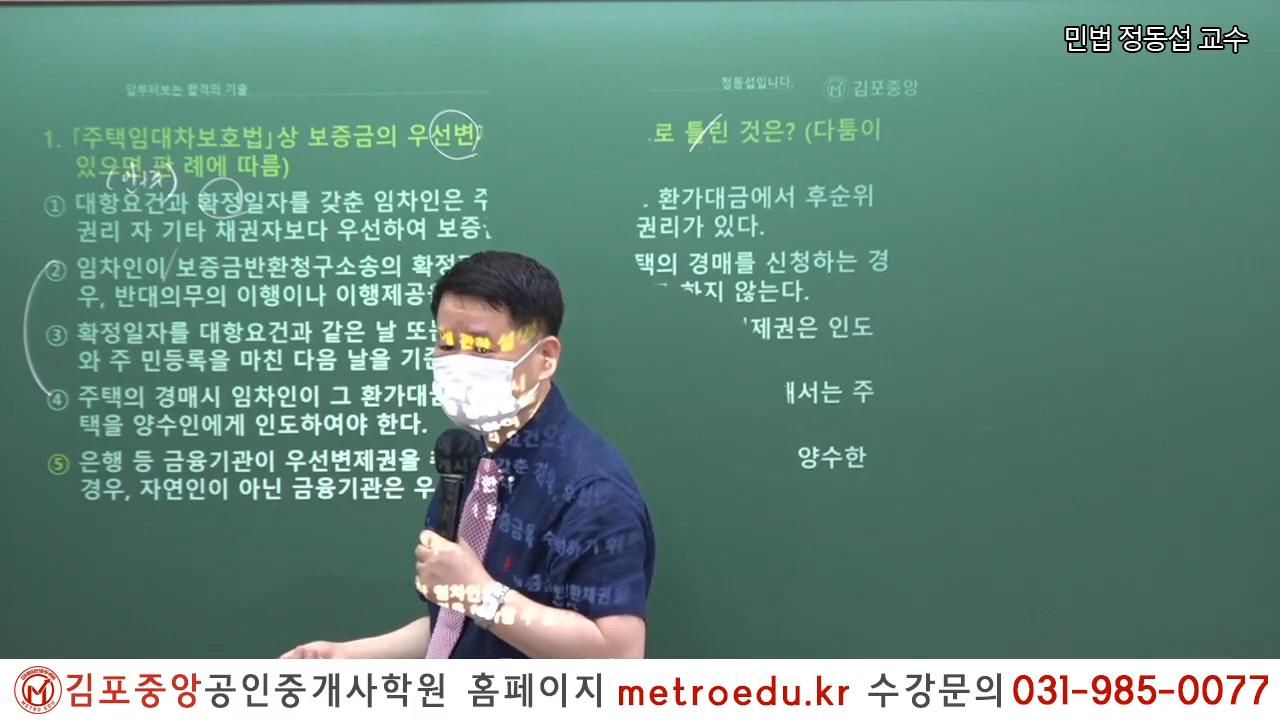 민법 정동섭 교수
답부터보는 합격의 기술
정동섭입니다. 김포중앙
1. 「주택임대차보호법」상 보증금의 우선변 로 틀린 것은? (다툼이
있으면 판 례에 따름)
① 대항요건과 확정일자를 갖춘 임차인은 주 환가대금에서 후순위
권리 자 기타 채권자보다 우선하여 보증 권리가 있다.
② 임차인이 보증금반환청구소송의 확정 택의 경매를 신청하는 경
우, 반대의무의 이행이나 이행제공을 하지 않는다.
③ 확정일자를 대항요건과 같은 날 또는 제권은 인도
와 주 민등록을 마친 다음 날을 기준
④ 주택의 경매시 임차인이 그 환가대 서는 주
택을 양수인에게 인도하여야 한다.
⑤ 은행 등 금융기관이 우선변제권을 양수한
경우, 자연인이 아닌 금융기관은 우
김포중앙공인중개사학원 홈페이지 metroedu.kr 수강문의 031-985-0077